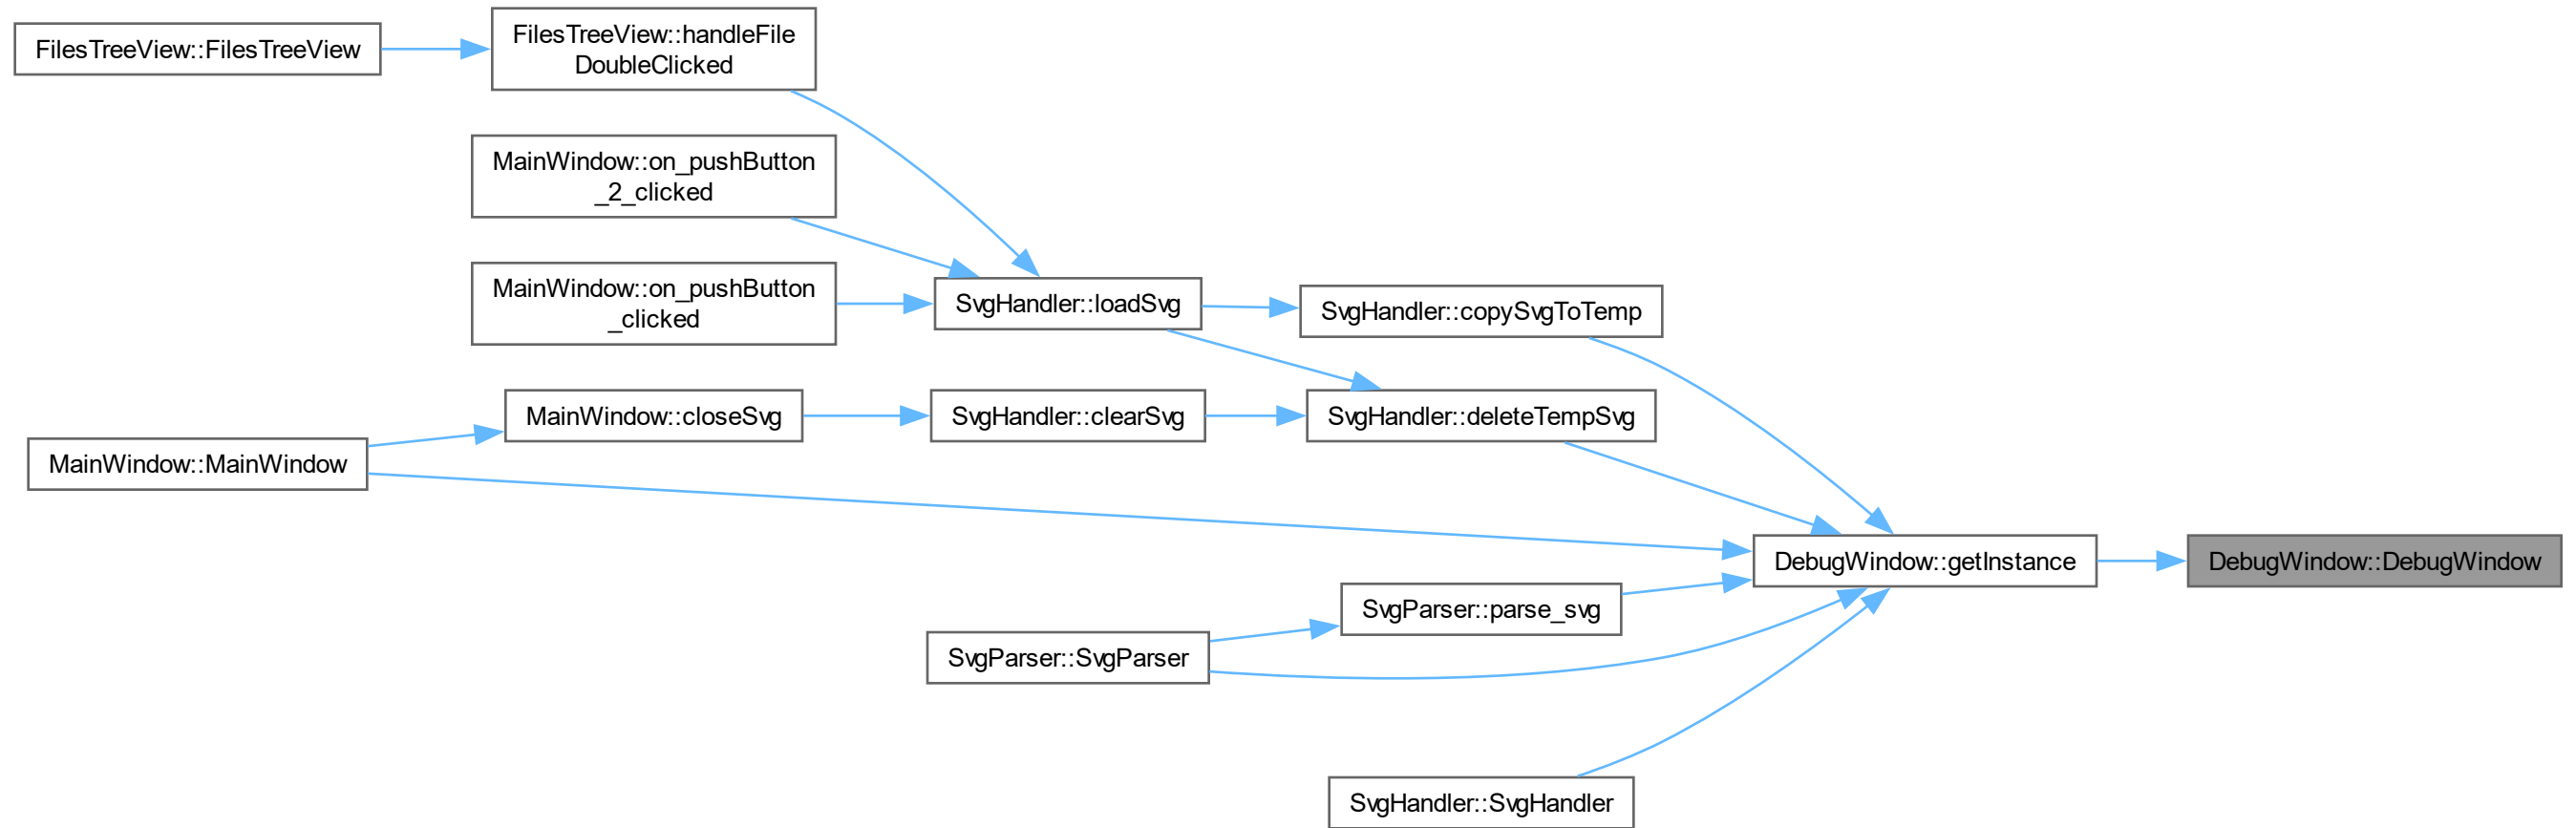 FilesTreeView::FilesTreeView
FilesTreeView::handleFile
DoubleClicked
MainWindow::on_pushButton
_2_clicked
MainWindow::on_pushButton
_clicked
SvgHandler::loadSvg
SvgHandler::copySvgToTemp
MainWindow::closeSvg
SvgHandler::clearSvg
SvgHandler::deleteTempSvg
MainWindow::MainWindow
DebugWindow::getInstance
DebugWindow::DebugWindow
SvgParser::parse_svg
SvgParser::SvgParser
SvgHandler::SvgHandler